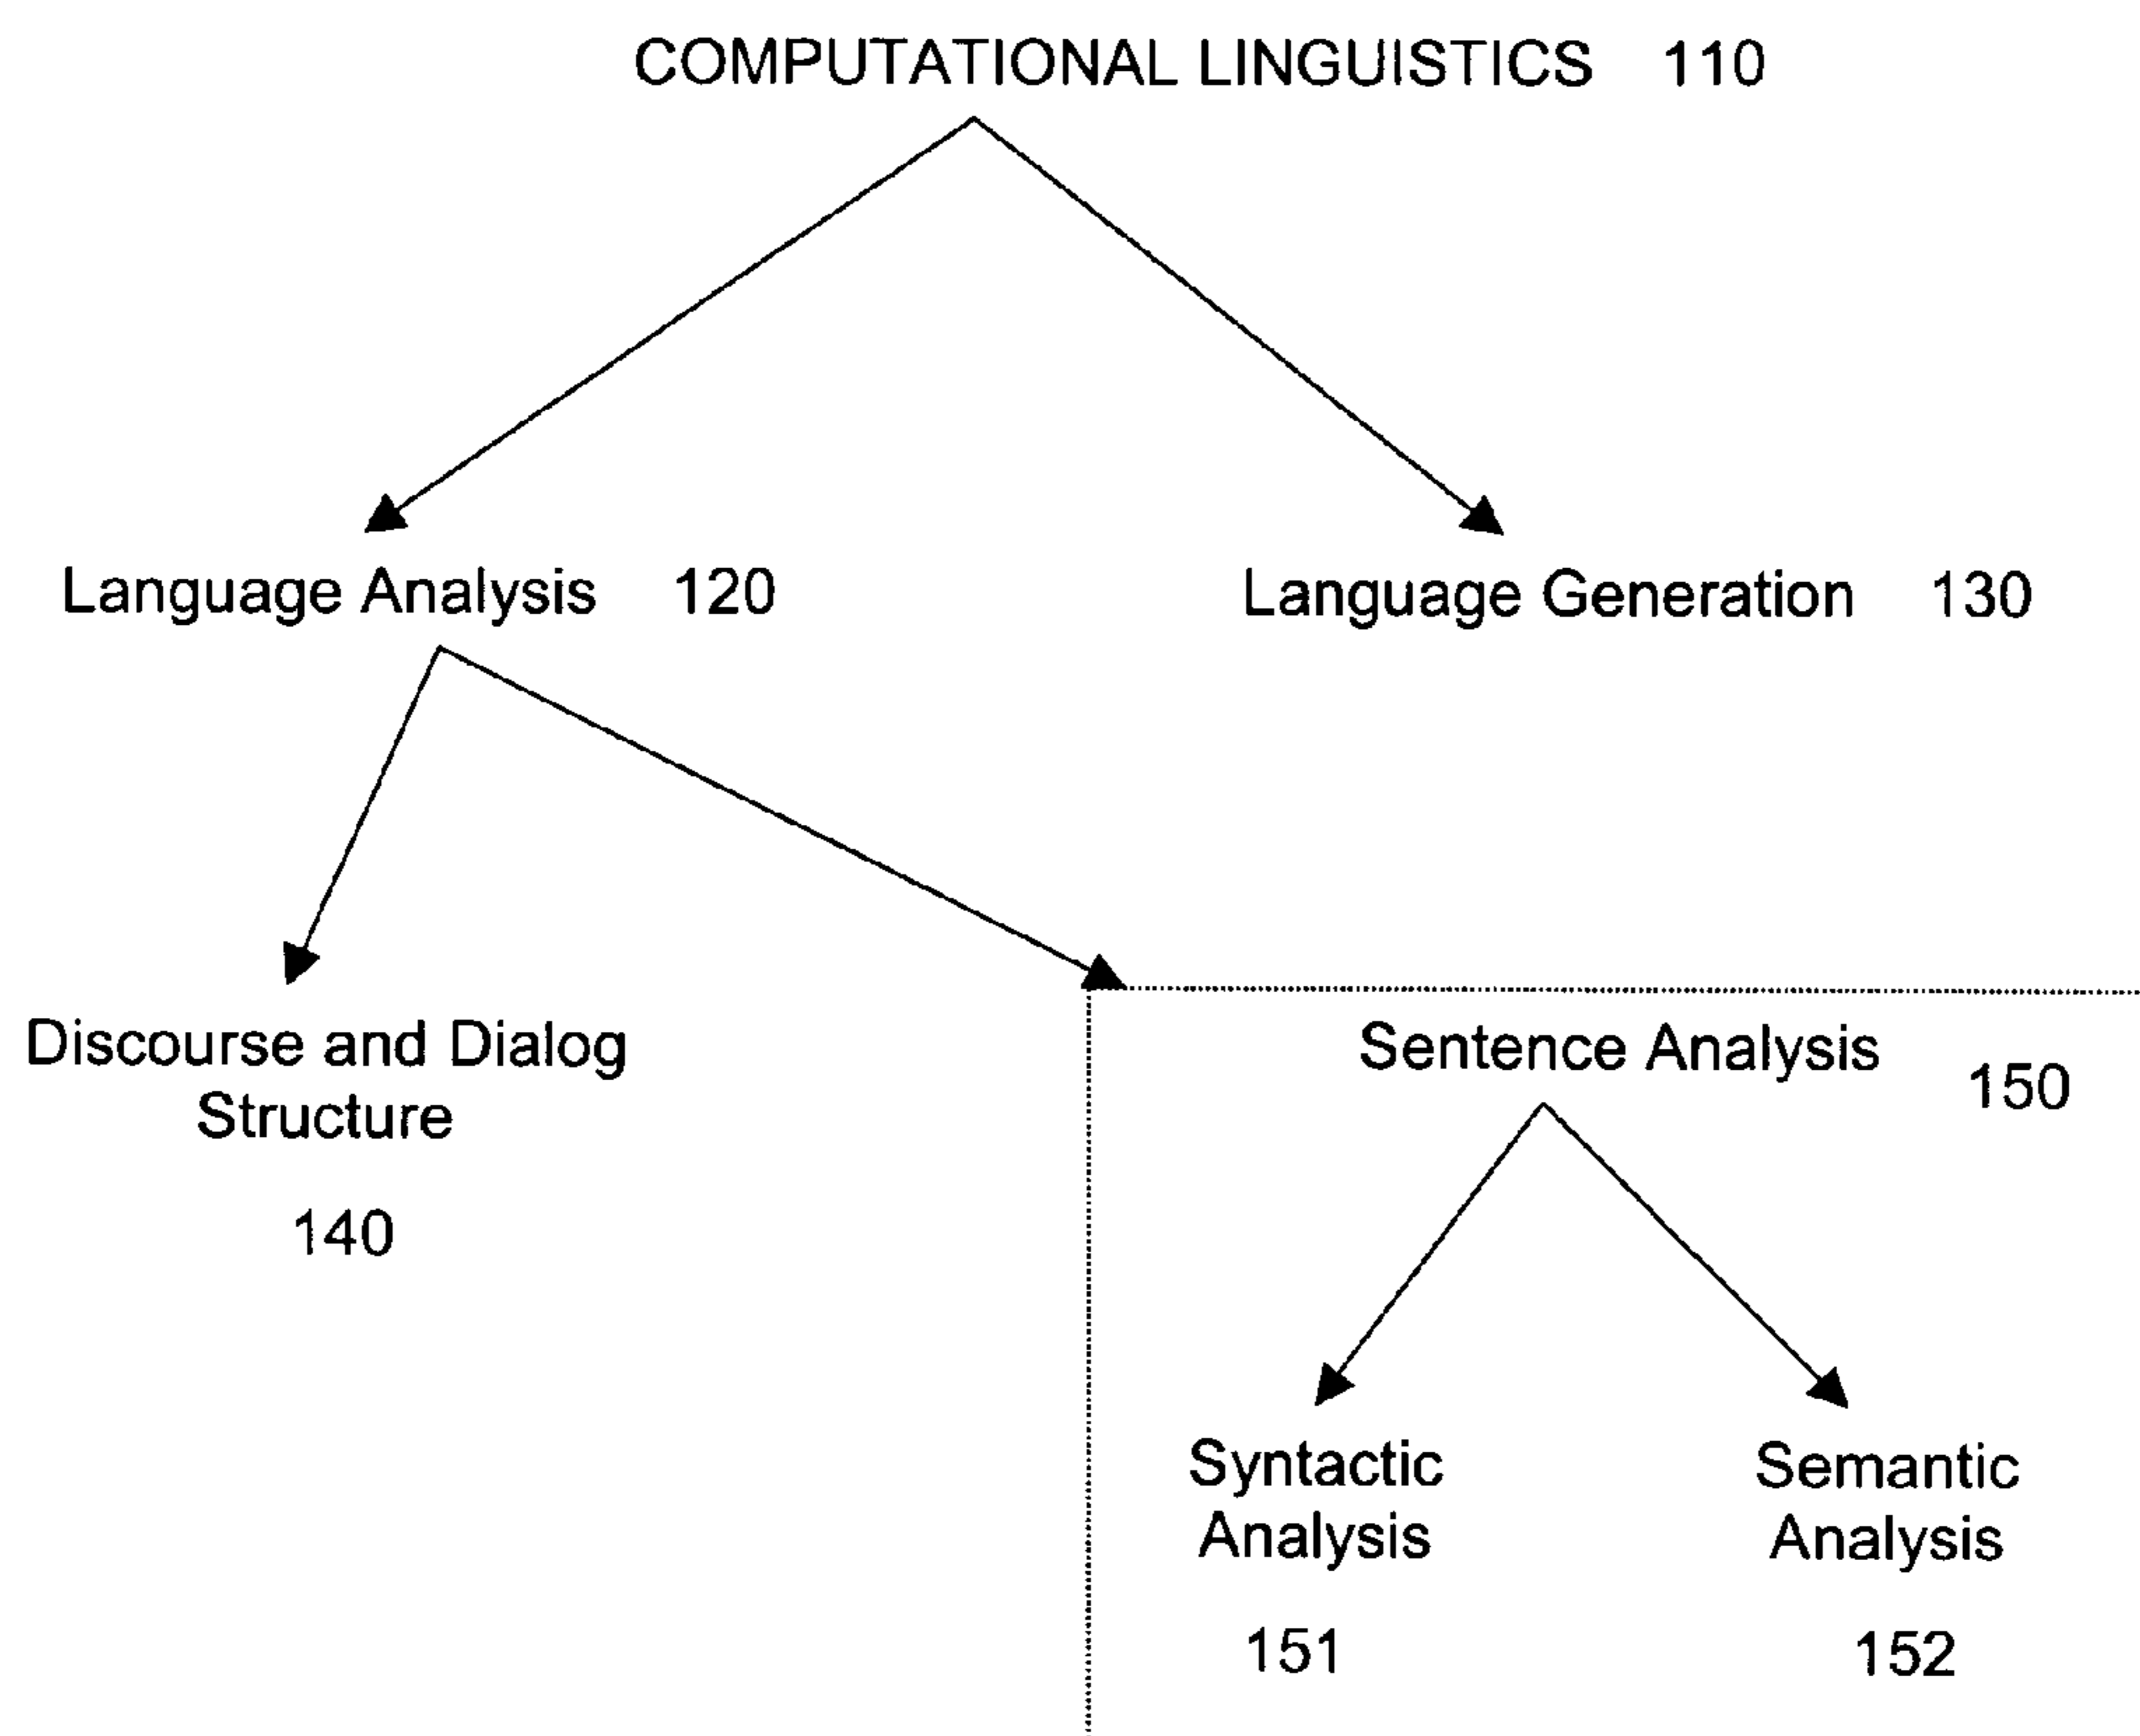 COMPUTATIONAL LINGUISTICS 110
Language Analysis 120
Language Generation 130
Discourse and Dialog
Structure
140
Sentence Analysis
150
Syntactic
Analysis
151
Semantic
Analysis
152